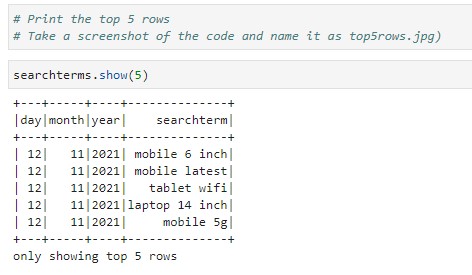 # Print the top 5 rows
# Take a screenshot of the code and name it as top5rows.jpg)
searchterms.show(5)
+---+-----+----+--------------+
|day|month|year|    searchterm|
+---+-----+----+--------------+
| 12|   11|2021| mobile 6 inch|
| 12|   11|2021| mobile latest|
| 12|   11|2021|   tablet wifi|
| 12|   11|2021|laptop 14 inch|
| 12|   11|2021|     mobile 5g|
+---+-----+----+--------------+
only showing top 5 rows